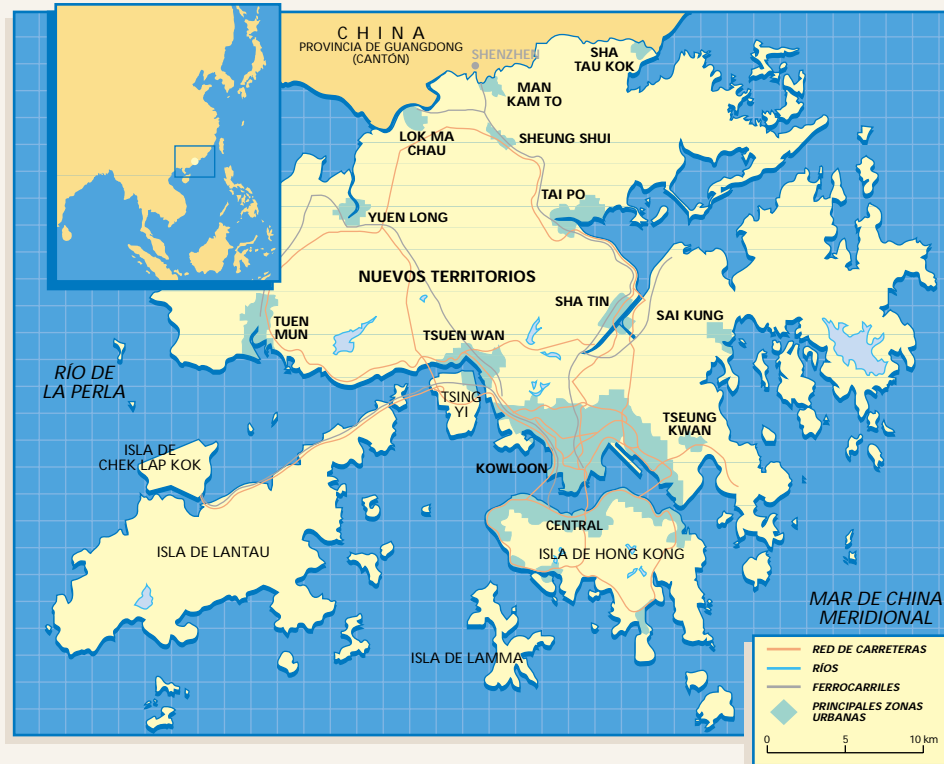 CHINA
PROVINCIA DE GUANGDONG
(CANTÓN)
SHENZHEN
SHA
TAU KOK
MAN
KAM TO
LOK MA
CHAU
SHEUNG SHUI
TAI PO
YUEN LONG
NUEVOS TERRITORIOS
SHA TIN
SAI KUNG
TUEN
MUN
TSUEN WAN
RÍO DE
LA PERLA
TSING
YI
TSEUNG
KWAN
ISLA DE
CHEK LAP KOK
KOWLOON
CENTRAL
ISLA DE LANTAU
ISLA DE HONG KONG
MAR DE CHINA
MERIDIONAL
ISLA DE LAMMA
RED DE CARRETERAS
RÍOS
FERROCARRILES
PRINCIPALES ZONAS
URBANAS
0 5 10 km